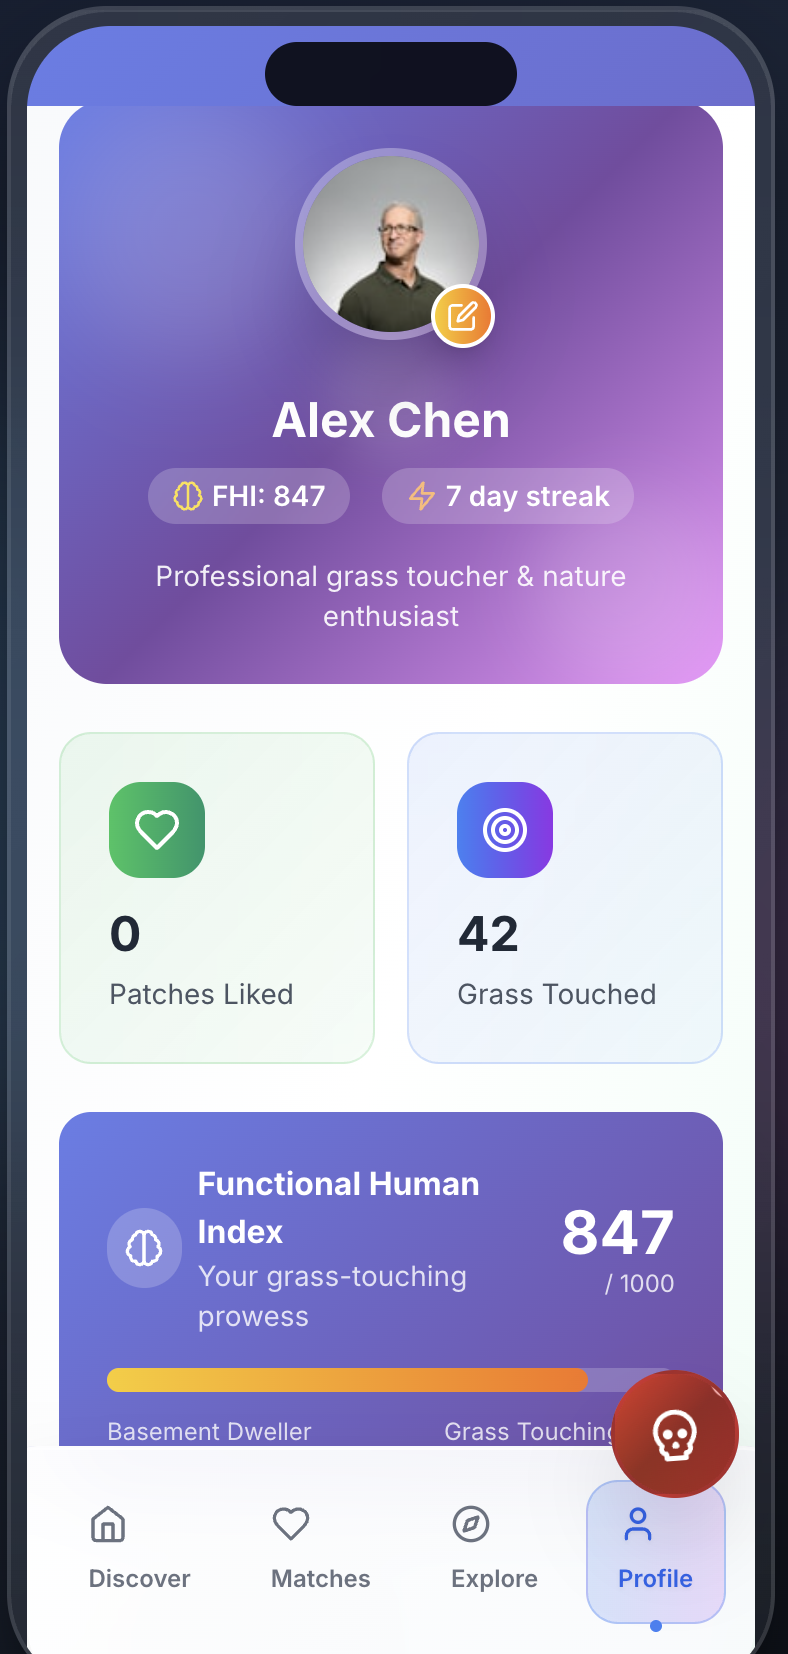 Alex Chen
FHI: 847
7 day streak
Professional grass toucher & nature
enthusiast
0
Patches Liked
42
Grass Touched
Functional Human
Index
Your grass-touching
prowess
847
/ 1000
Basement Dweller
Grass Touching
Discover
Matches
Explore
Profile